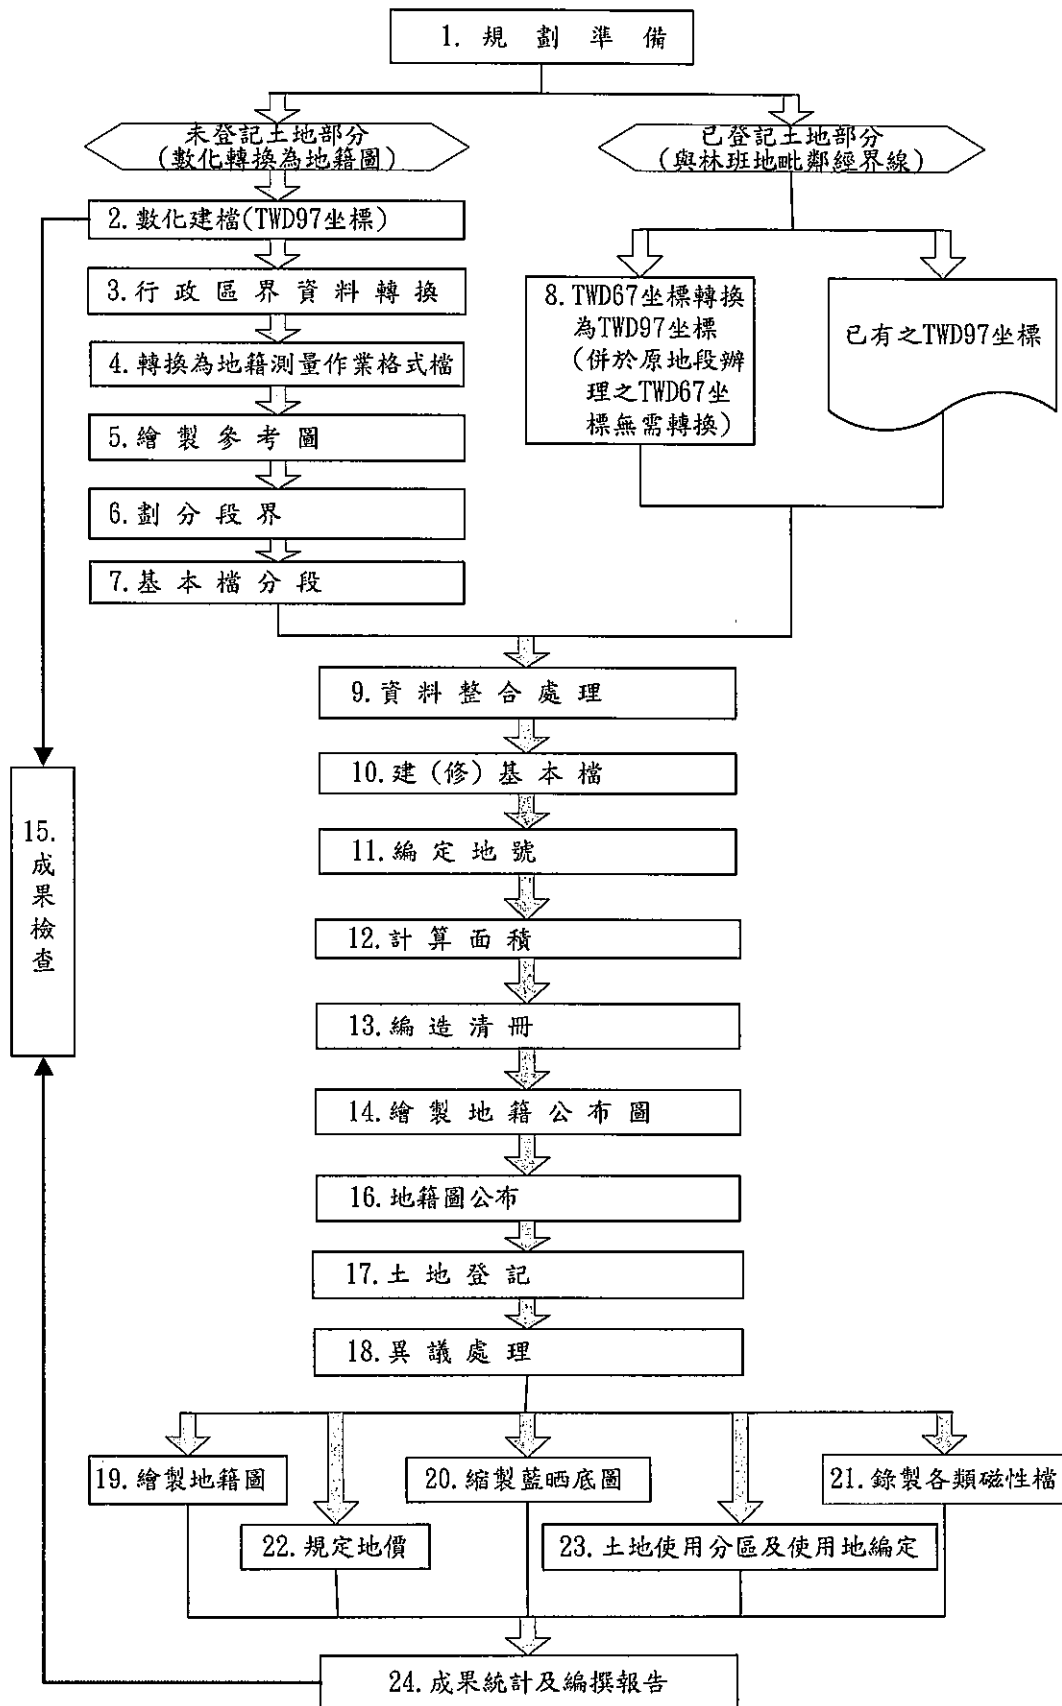 1. 規劃準備
未登記土地部分
(數化轉換為地籍圖)
已登記土地部分
(與林班地毗鄰經界線)
2. 數化建檔(TWD97坐標)
3. 行政區界資料轉換
4. 轉換為地籍測量作業格式檔
5. 繪製參考圖
6. 劃分段界
7. 基本檔分段
8. TWD67坐標轉換
為TWD97坐標
(併於原地段辦
理之TWD67坐
標無需轉換)
已有之TWD97坐標
9. 資料整合處理
10. 建(修)基本檔
11. 編定地號
12. 計算面積
13. 編造清冊
14. 繪製地籍公布圖
15.
成
果
檢
查
16. 地籍圖公布
17. 土地登記
18. 異議處理
19. 繪製地籍圖
20. 縮製藍晒底圖
21. 錄製各類磁性檔
22. 規定地價
23. 土地使用分區及使用地編定
24. 成果統計及編撰報告